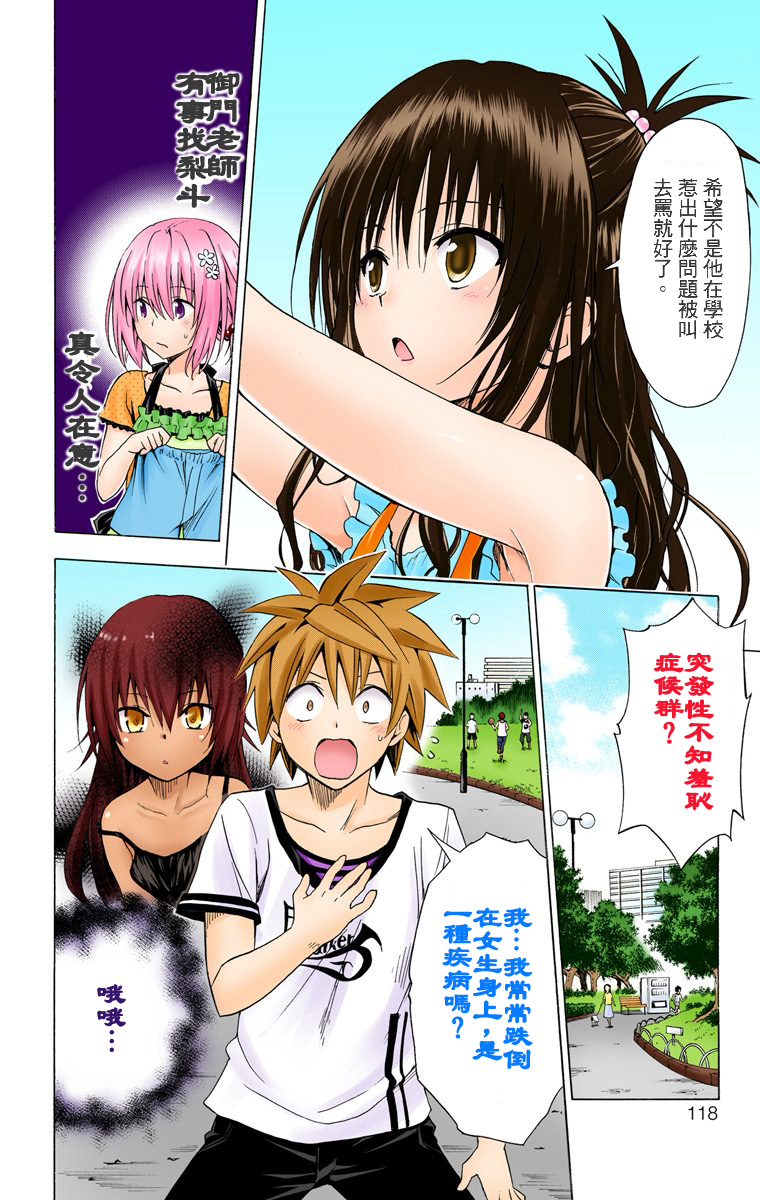 希望不是他在學校
惹出什麼問題被叫
去罵就好了。
御門老師
有事找梨斗
真令人在意…
突發性不知羞恥
症候群？
我…我常常跌倒
在女生身上，是
一種疾病嗎？
哦哦…
118